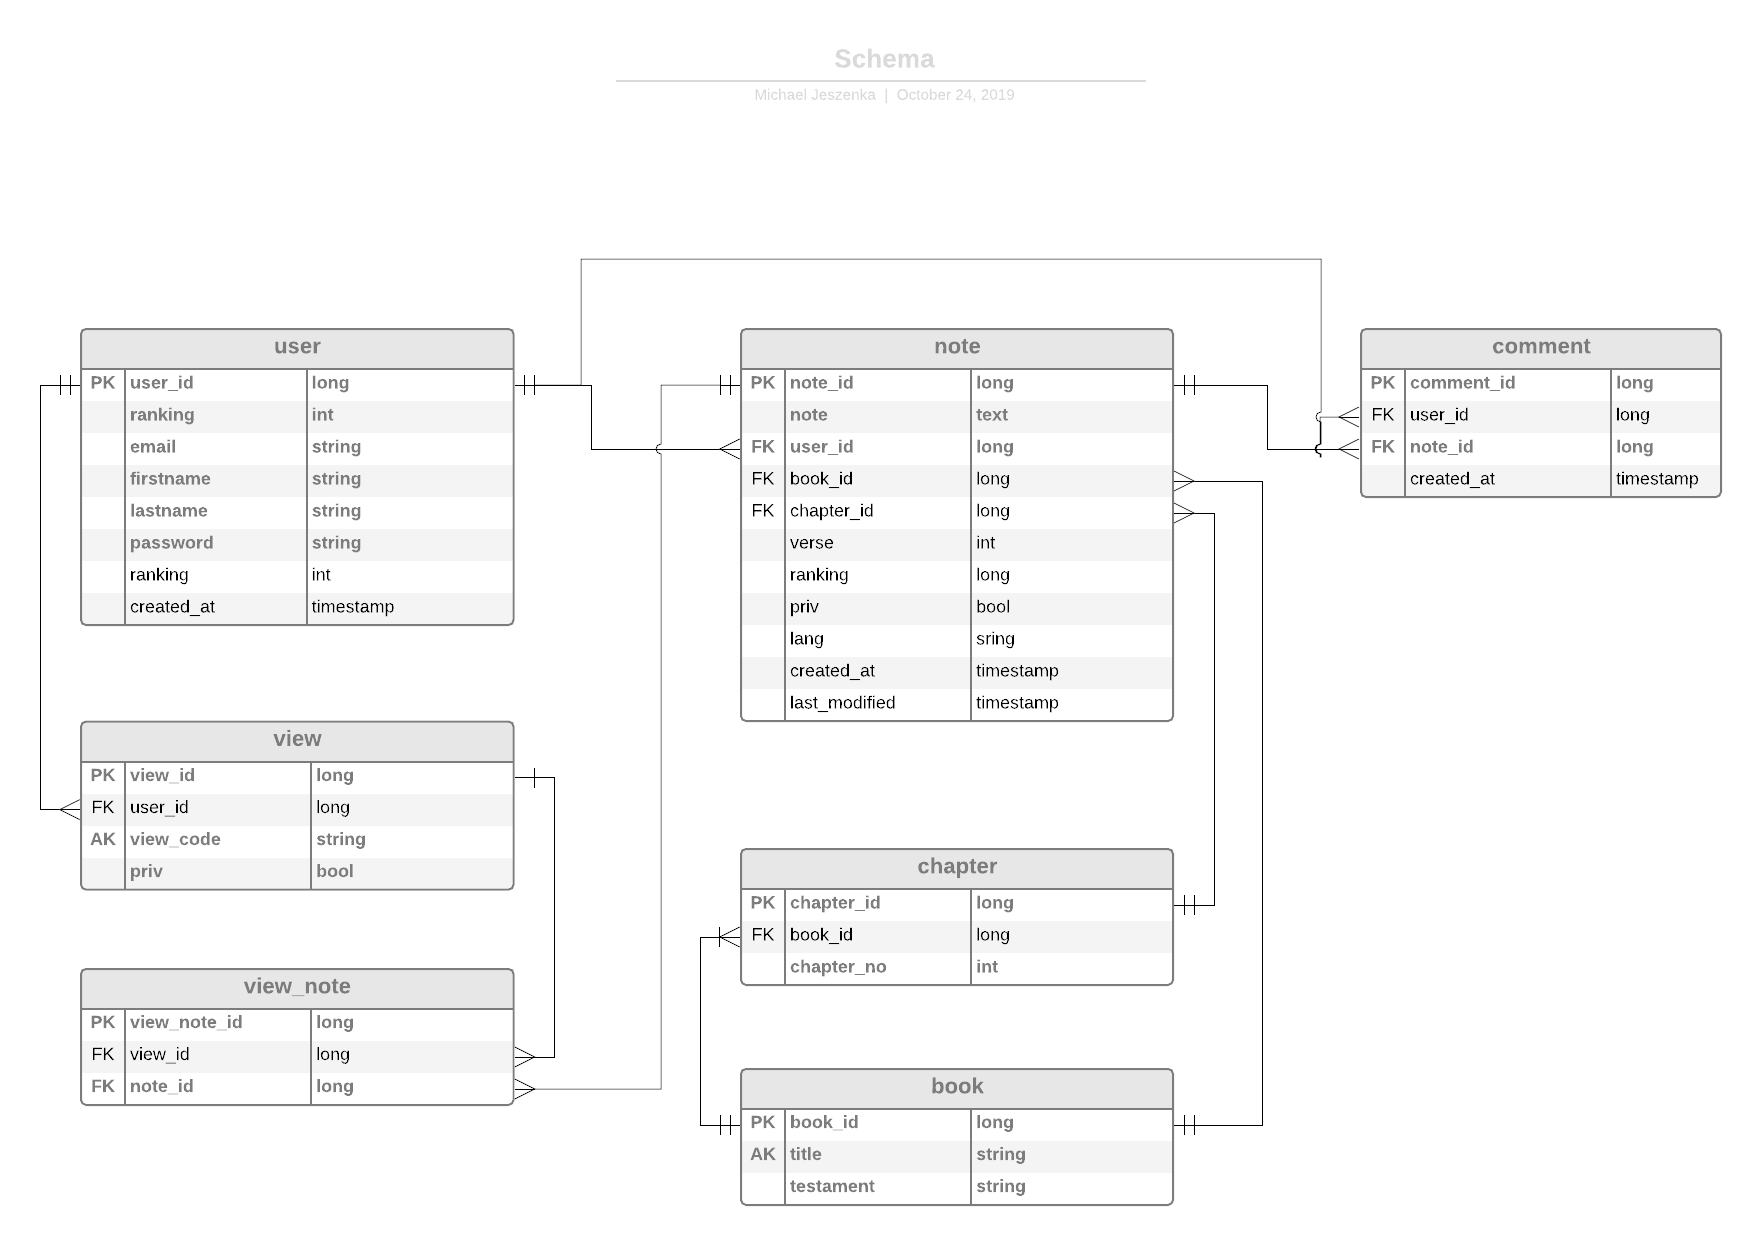 Schema
Michael Jeszenka | October 24, 2019
user
PK user_id long
ranking int
email string
firstname string
lastname string
password string
ranking int
created_at timestamp
note
PK note_id long
note text
FK user_id long
FK book_id long
FK chapter_id long
verse int
ranking long
priv bool
lang sring
created_at timestamp
last_modified timestamp
comment
PK comment_id long
FK user_id long
FK note_id long
created_at timestamp
view
PK view_id long
FK user_id long
AK view_code string
priv bool
chapter
PK chapter_id long
FK book_id long
chapter_no int
view_note
PK view_note_id long
FK view_id long
FK note_id long
book
PK book_id long
AK title string
testament string